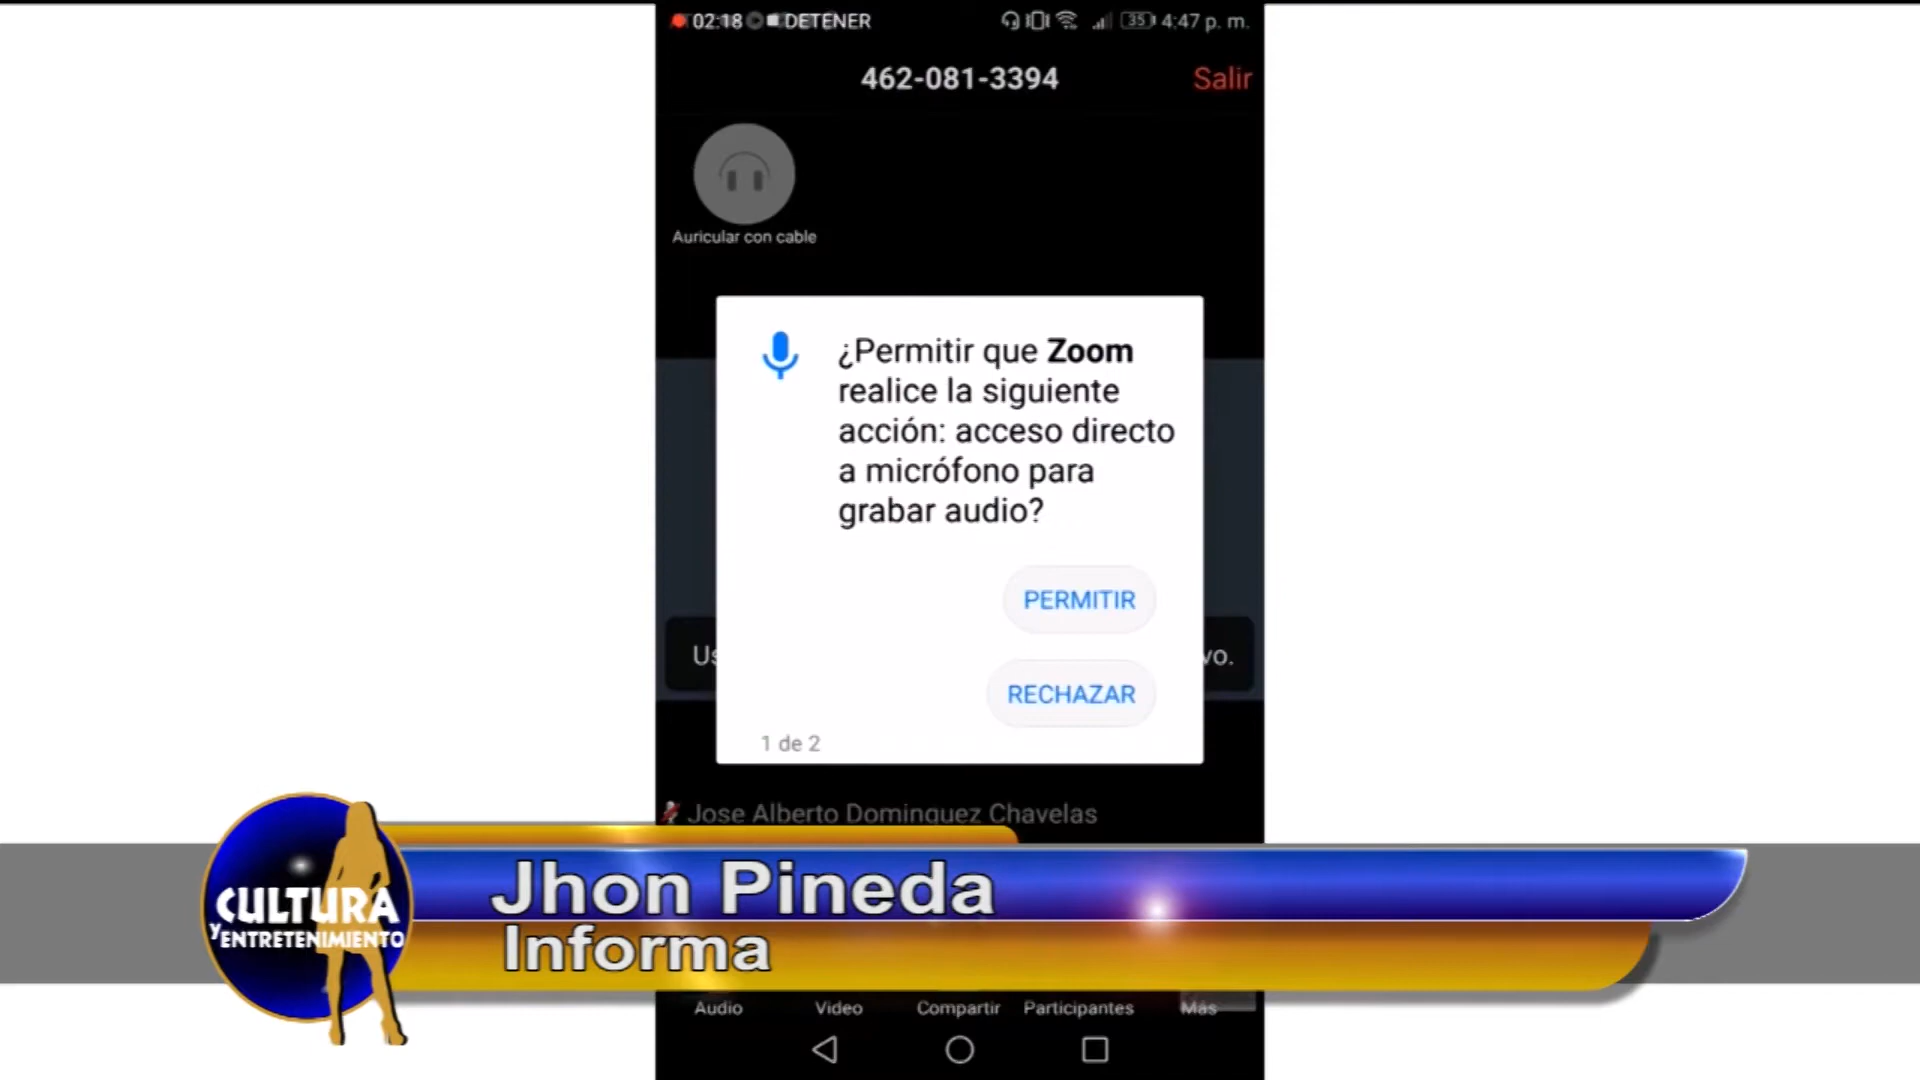 02:18 DETENER
35 4:47 p. m.
462-081-3394
Salir
Auricular con cable
¿Permitir que Zoom
realice la siguiente
acción: acceso directo
a micrófono para
grabar audio?
PERMITIR
RECHAZAR
1 de 2
Jose Alberto Dominguez Chavelas
Jhon Pineda
Informa
CULTURA
Y ENTRETENIMIENTO
Audio
Video
Compartir
Participantes
Más